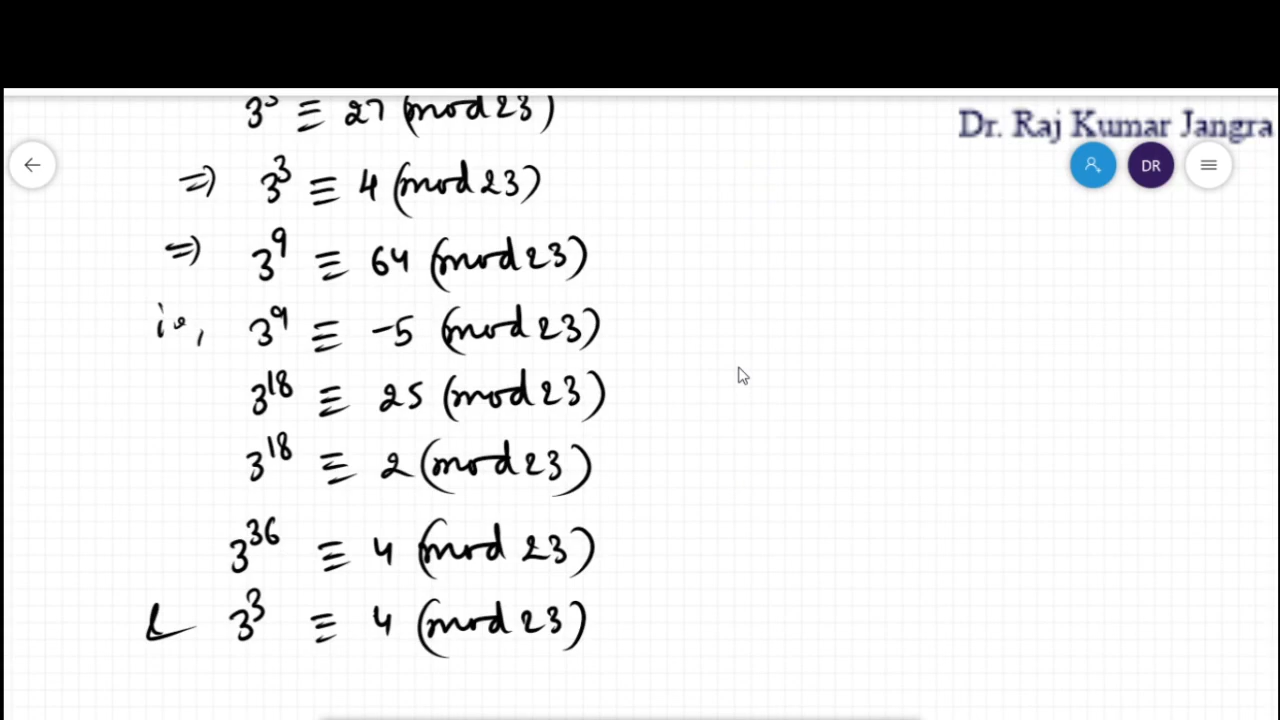 3³ ≡ 27 (mod 23)
Dr. Raj Kumar Jangra
DR
=) 3³ ≡ 4 (mod 23)
=) 3⁹ ≡ 64 (mod 23)
ie, 3⁹ ≡ -5 (mod 23)
3¹⁸ ≡ 25 (mod 23)
3¹⁸ ≡ 2 (mod 23)
3³⁶ ≡ 4 (mod 23)
& 3³ ≡ 4 (mod 23)